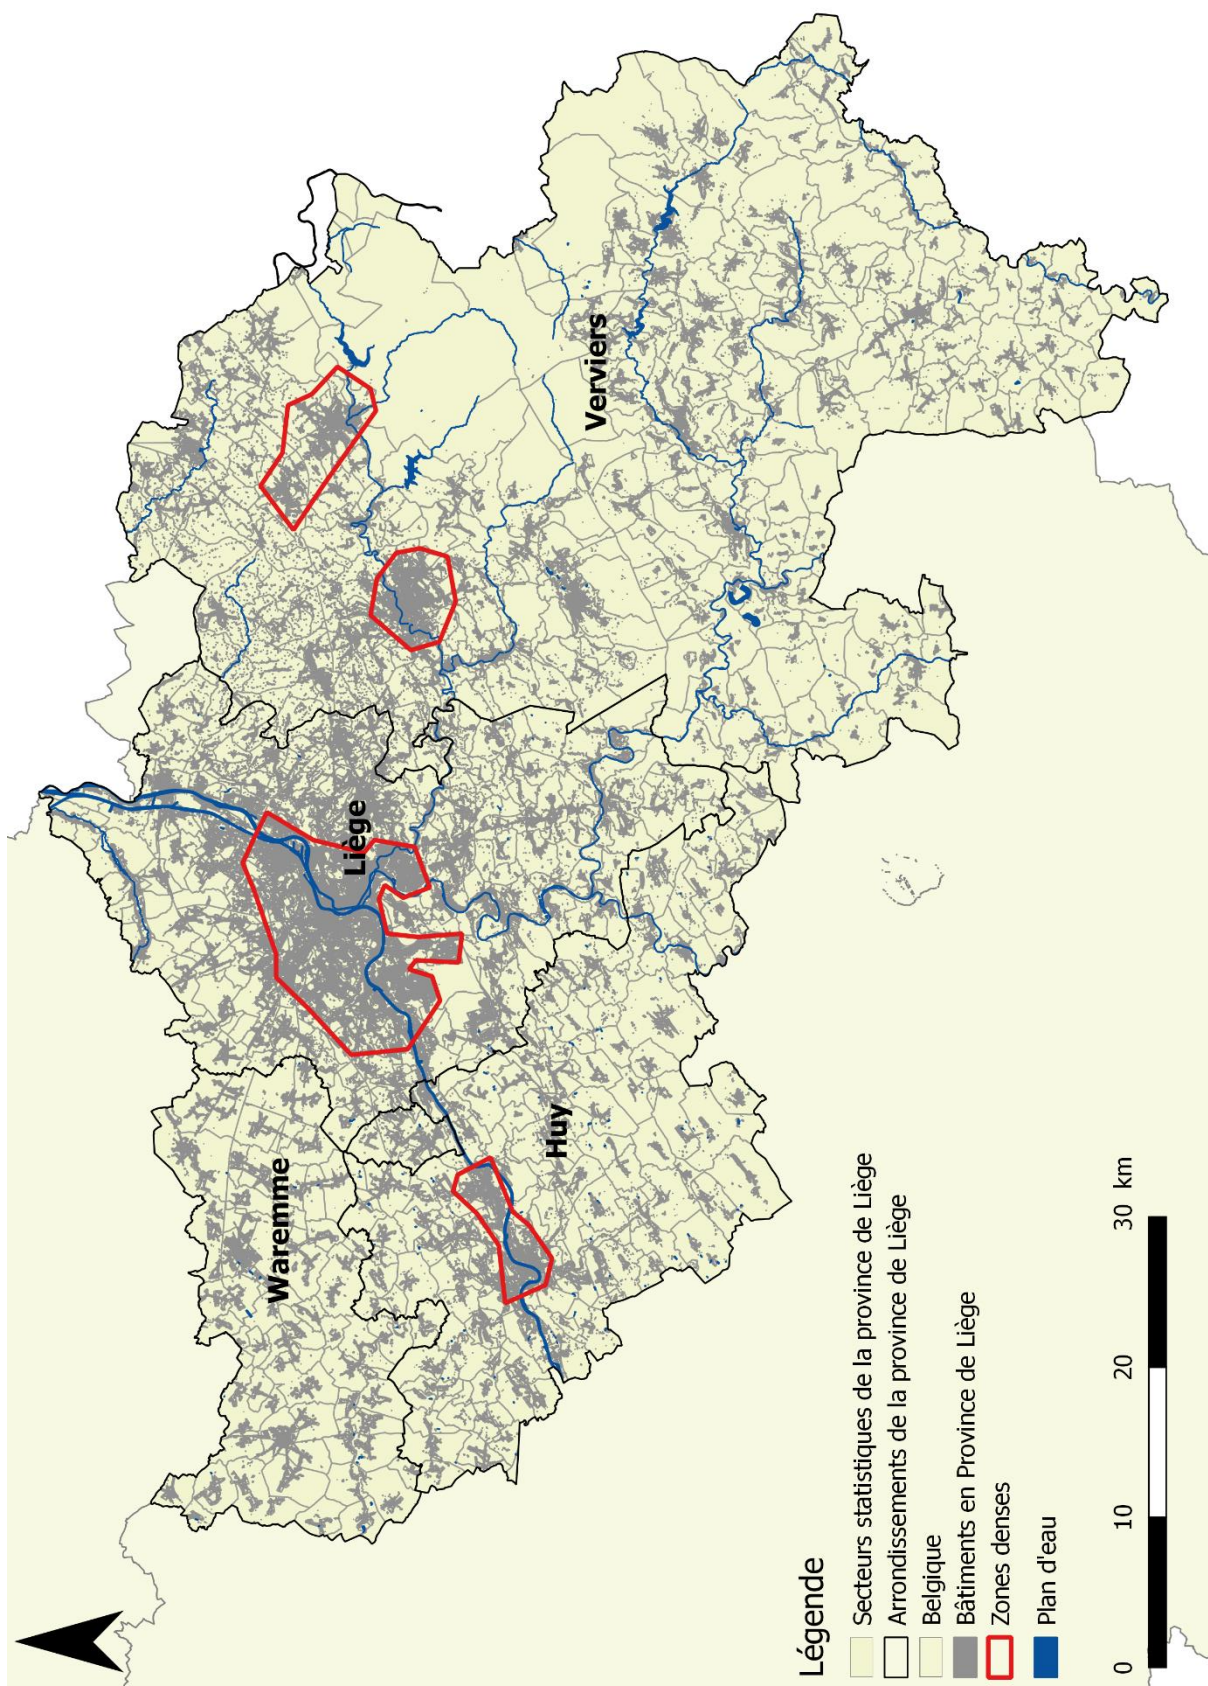 Waremme
Liège
Verviers
Huy
Légende
Secteurs statistiques de la province de Liège
Arrondissements de la province de Liège
Belgique
Bâtiments en Province de Liège
Zones denses
Plan d'eau
0 10 20 30 km